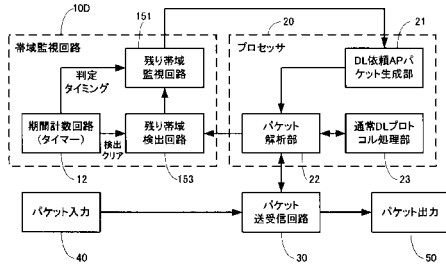 10D
151
20
21
帯域監視回路
残り帯域
監視回路
プロセッサ
DL依頼APパ
ケット生成部
判定
タイミング
期間計数回路
(タイマー)
検出
クリア
残り帯域
検出回路
パケット
解析部
通常DLプロト
コル処理部
12
153
22
23
パケット入力
パケット
送受信回路
パケット出力
40
30
50